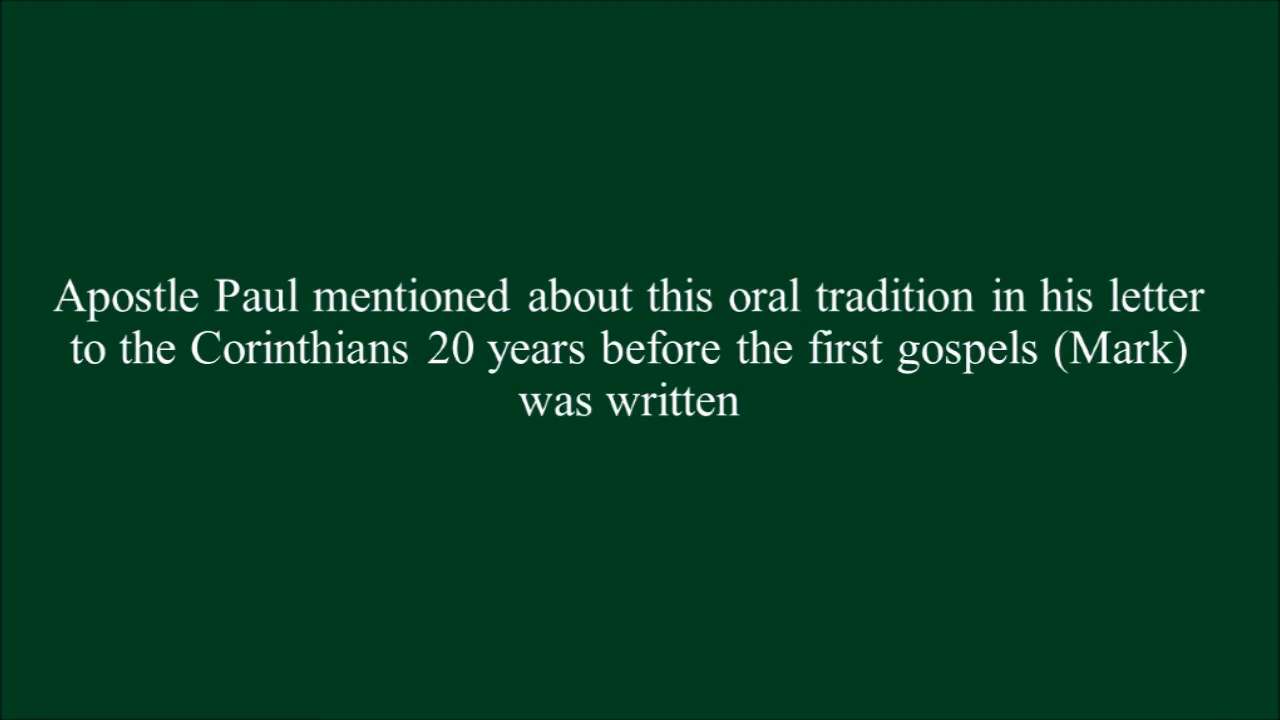 Apostle Paul mentioned about this oral tradition in his letter
to the Corinthians 20 years before the first gospels (Mark)
was written